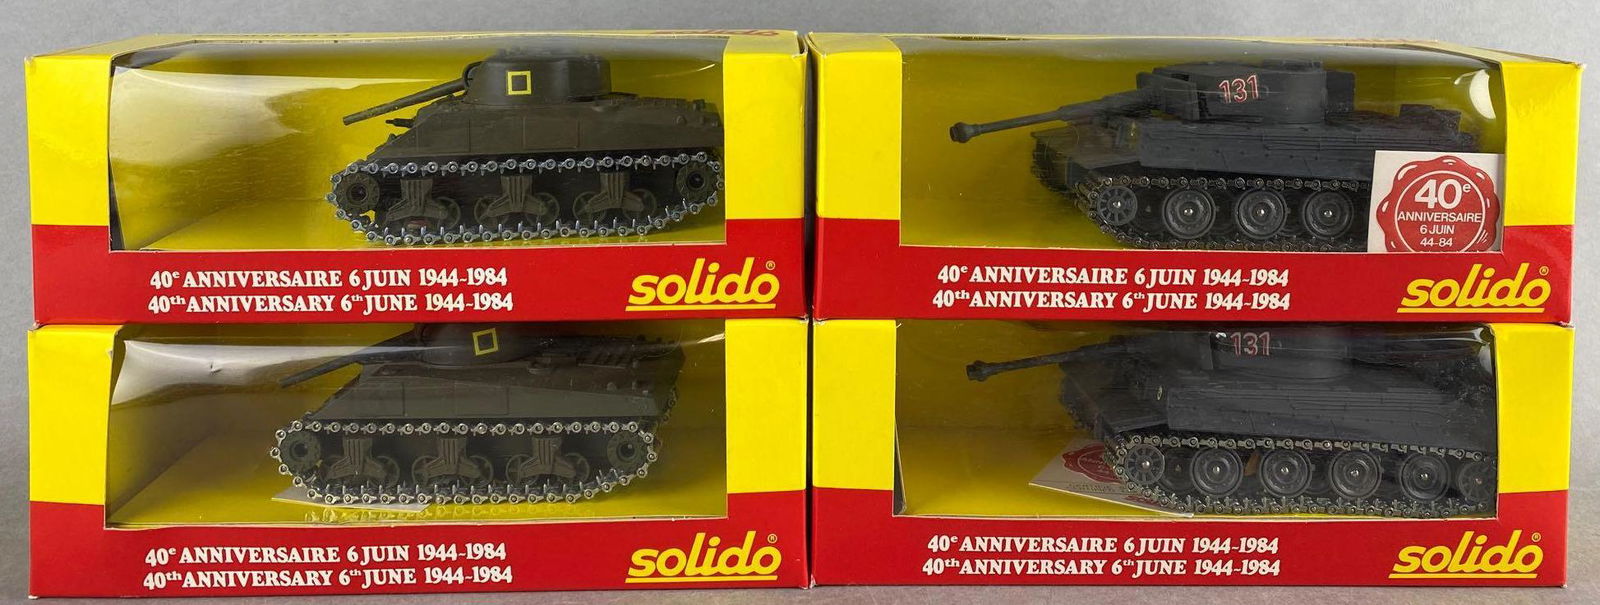 solido
131
40e
ANNIVERSAIRE
6 JUIN
44-84
40e ANNIVERSAIRE 6 JUIN 1944-1984
40th ANNIVERSARY 6th JUNE 1944-1984
solido®
40e ANNIVERSAIRE 6 JUIN 1944-1984
40th ANNIVERSARY 6th JUNE 1944-1984
solido®
131
40e ANNIVERSAIRE 6 JUIN 1944-1984
40th ANNIVERSARY 6th JUNE 1944-1984
solido®
40e ANNIVERSAIRE 6 JUIN 1944-1984
40th ANNIVERSARY 6th JUNE 1944-1984
solido®